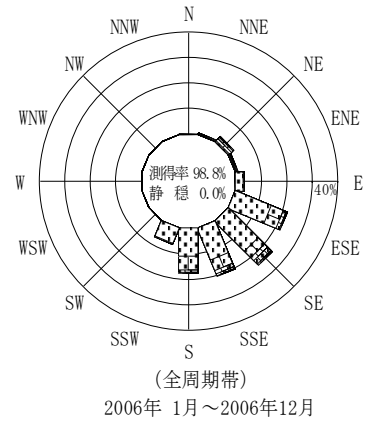 N
NNW NNE
NW NE
WNW ENE
測得率 98.8%
W 40% E
静 穏 0.0%
WSW ESE
SW SE
SSW SSE
S
(全周期帯)
2006年 1月～2006年12月